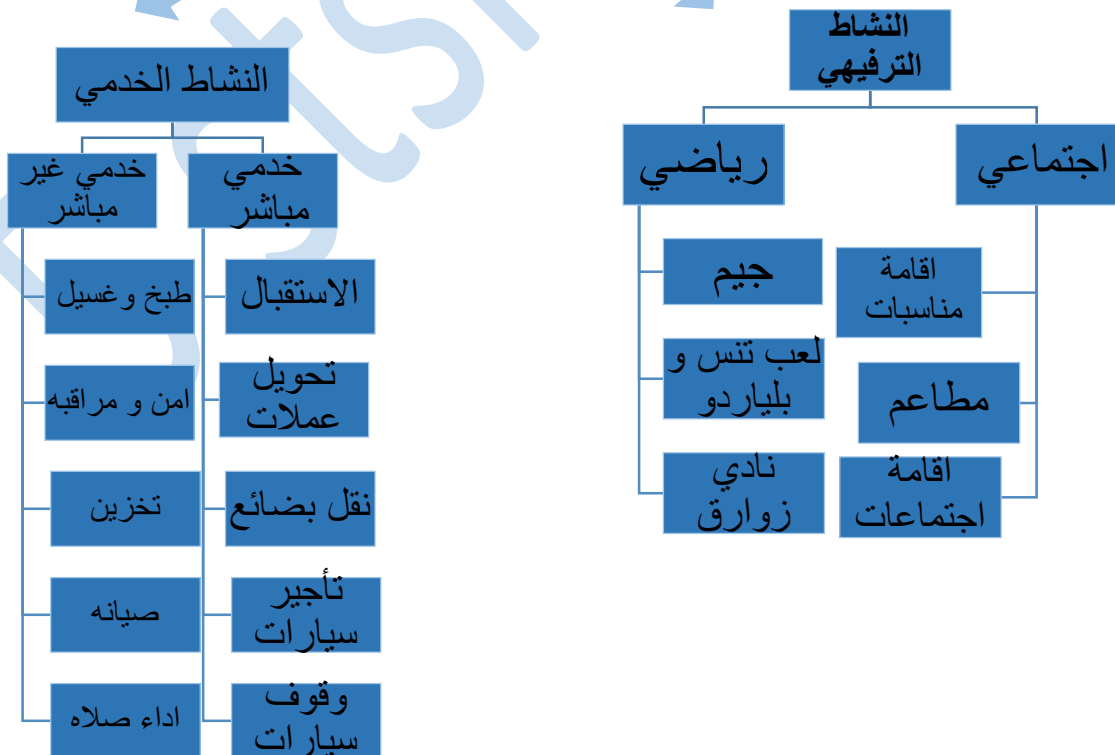 النشاط
الترفيهي
اجتماعي
اقامة
مناسبات
مطاعم
اقامة
اجتماعات
رياضي
جيم
لعب تنس و
بلياردو
نادي
زوارق
النشاط الخدمي
خدمي
مباشر
الاستقبال
تحويل
عملات
نقل بضائع
تأجير
سيارات
وقوف
سيارات
خدمي غير
مباشر
طبخ وغسيل
امن و مراقبه
تخزين
صيانه
اداء صلاه